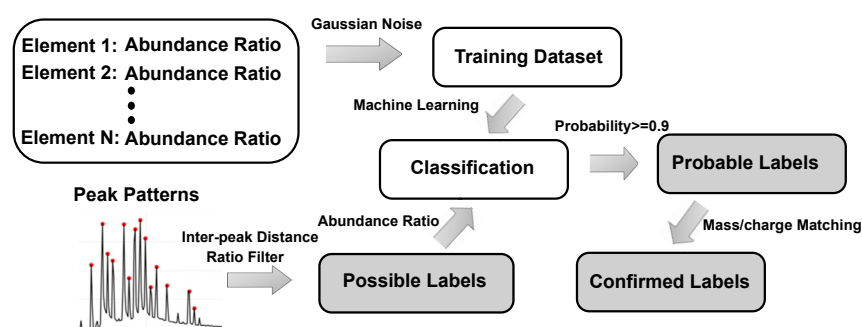 Element 1: Abundance Ratio
Element 2: Abundance Ratio
Element N: Abundance Ratio
Gaussian Noise
Training Dataset
Machine Learning
Classification
Probability>=0.9
Probable Labels
Peak Patterns
Inter-peak Distance
Ratio Filter
Possible Labels
Abundance Ratio
Mass/charge Matching
Confirmed Labels